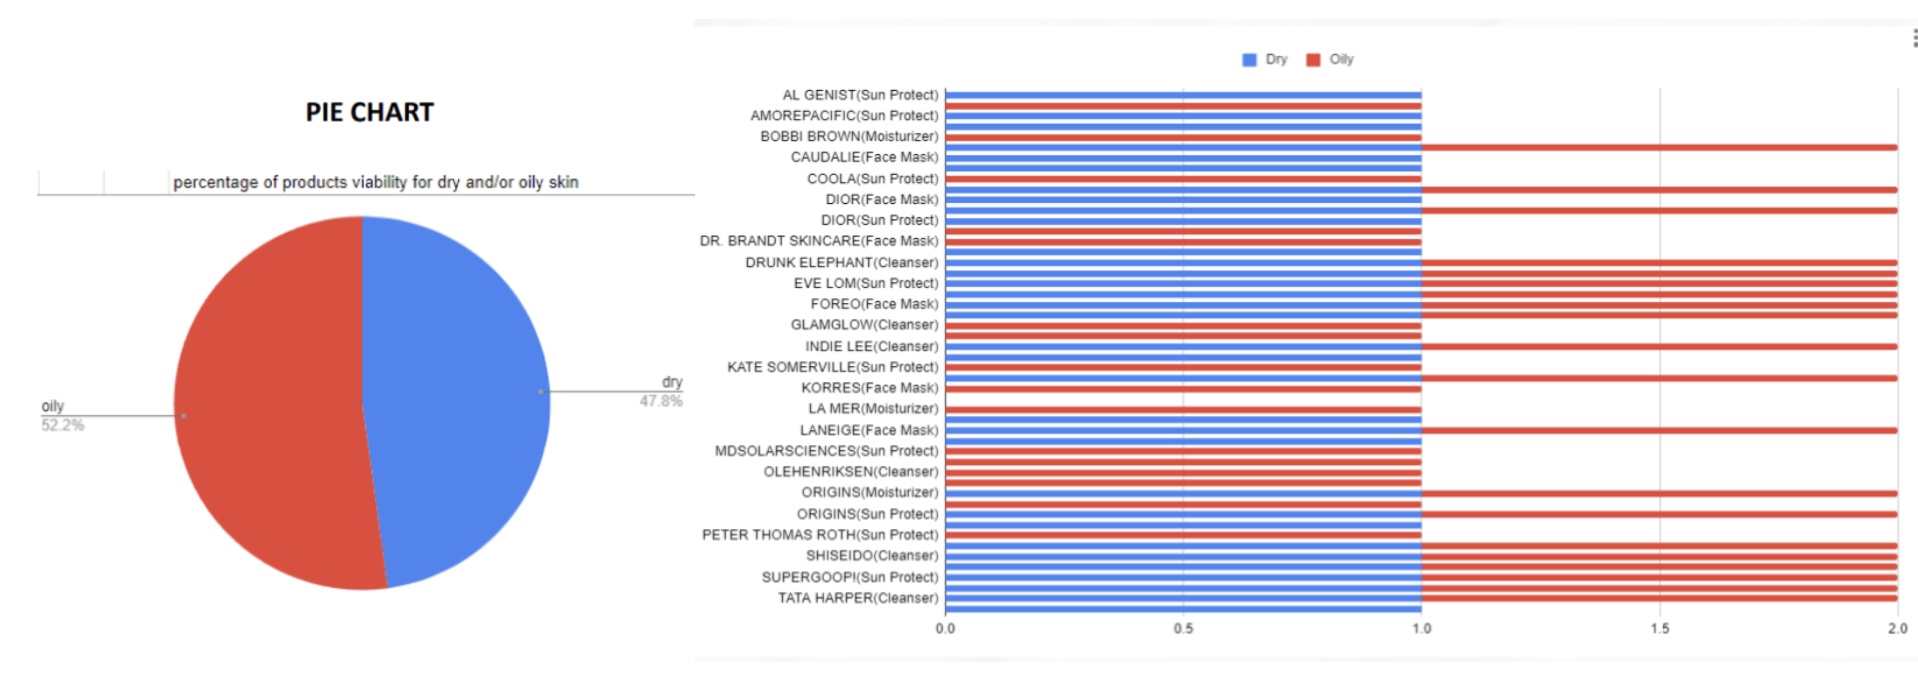 PIE CHART
percentage of products viability for dry and/or oily skin
dry
47.8%
oily
52.2%
Dry Oily
AL GENIST(Sun Protect)
AMOREPACIFIC(Sun Protect)
BOBBI BROWN(Moisturizer)
CAUDALIE(Face Mask)
COOLA(Sun Protect)
DIOR(Face Mask)
DIOR(Sun Protect)
DR. BRANDT SKINCARE(Face Mask)
DRUNK ELEPHANT(Cleanser)
EVE LOM(Sun Protect)
FOREO(Face Mask)
GLAMGLOW(Cleanser)
INDIE LEE(Cleanser)
KATE SOMERVILLE(Sun Protect)
KORRES(Face Mask)
LA MER(Moisturizer)
LANEIGE(Face Mask)
MDSOLARSCIENCES(Sun Protect)
OLEHENRIKSEN(Cleanser)
ORIGINS(Moisturizer)
ORIGINS(Sun Protect)
PETER THOMAS ROTH(Sun Protect)
SHISEIDO(Cleanser)
SUPERGOOP!(Sun Protect)
TATA HARPER(Cleanser)
0.0 0.5 1.0 1.5 2.0